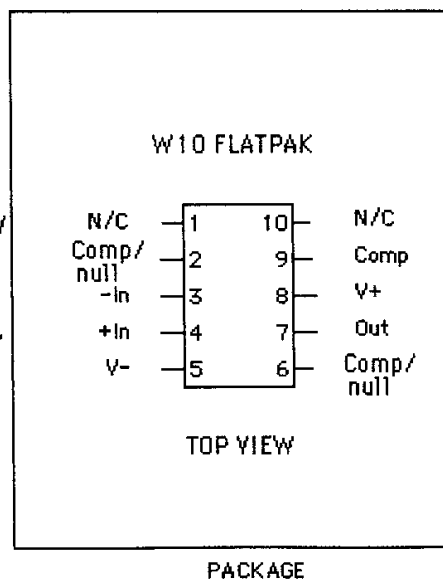 W10 FLATPAK
N/C 1 10 N/C
Comp/
null 2 9 Comp
-In 3 8 V+
+In 4 7 Out
V- 5 6 Comp/
null
TOP VIEW
PACKAGE